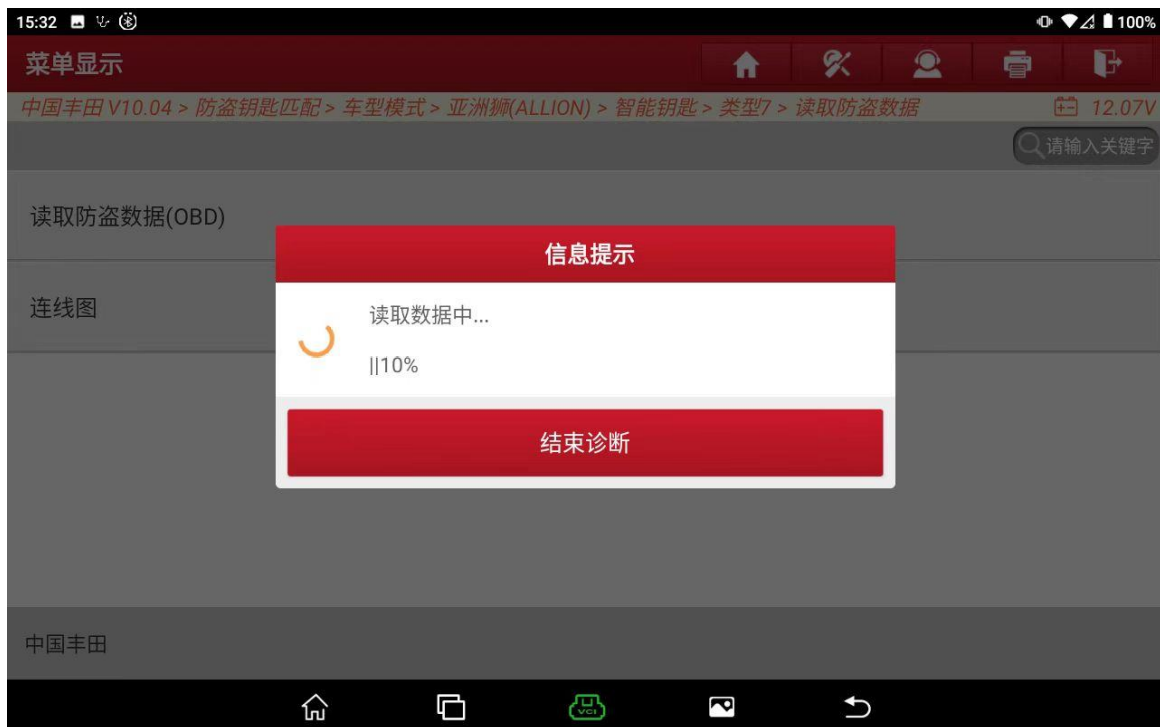 15:32 100%
菜单显示
中国丰田 V10.04 > 防盗钥匙匹配 > 车型模式 > 亚洲狮(ALLION) > 智能钥匙 > 类型7 > 读取防盗数据 12.07V
请输入关键字
读取防盗数据(OBD)
信息提示
连线图
读取数据中...
||10%
结束诊断
中国丰田
VCI